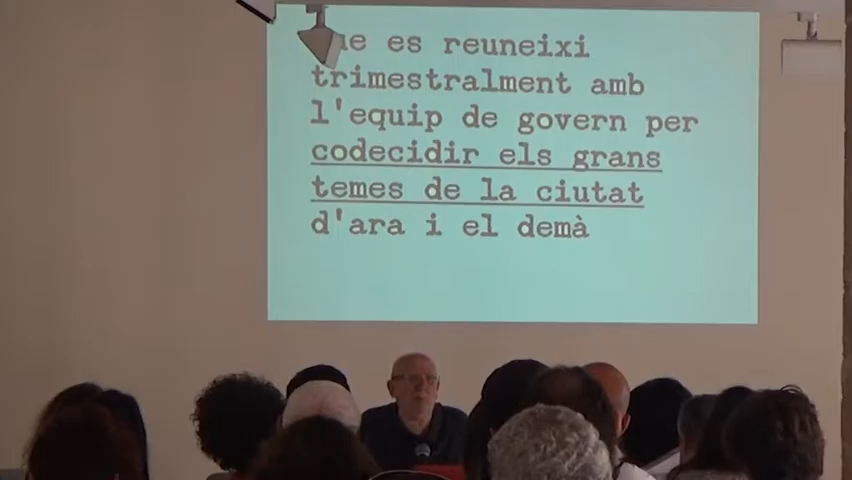 es reuneixi
trimestralment amb
l'equip de govern per
codecidir els grans
temes de la ciutat
d'ara i el demà